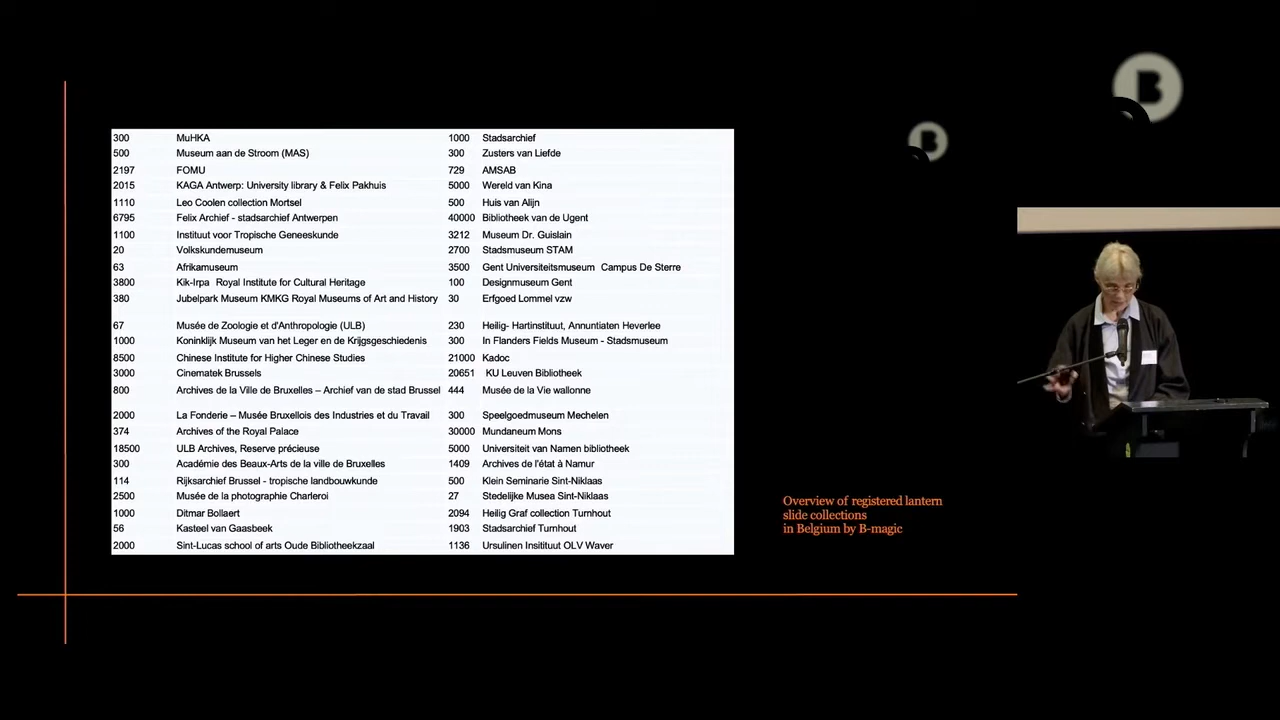 B
B
300 MuHKA 1000 Stadsarchief
500 Museum aan de Stroom (MAS) 300 Zusters van Liefde
2197 FOMU 729 AMSAB
2015 KAGA Antwerp: University library & Felix Pakhuis 5000 Wereld van Kina
1110 Leo Coolen collection Mortsel 500 Huis van Alijn
6795 Felix Archief - stadsarchief Antwerpen 40000 Bibliotheek van de Ugent
1100 Instituut voor Tropische Geneeskunde 3212 Museum Dr. Guislain
20 Volkskundemuseum 2700 Stadsmuseum STAM
63 Afrikamuseum 3500 Gent Universiteitsmuseum Campus De Sterre
3800 Kik-Irpa Royal Institute for Cultural Heritage 100 Designmuseum Gent
380 Jubelpark Museum KMKG Royal Museums of Art and History 30 Erfgoed Lommel vzw
67 Musée de Zoologie et d'Anthropologie (ULB) 230 Heilig- Hartinstituut, Annuntiaten Heverlee
1000 Koninklijk Museum van het Leger en de Krijgsgeschiedenis 300 In Flanders Fields Museum - Stadsmuseum
8500 Chinese Institute for Higher Chinese Studies 21000 Kadoc
3000 Cinematek Brussels 20651 KU Leuven Bibliotheek
800 Archives de la Ville de Bruxelles – Archief van de stad Brussel 444 Musée de la Vie wallonne
2000 La Fonderie – Musée Bruxellois des Industries et du Travail 300 Speelgoedmuseum Mechelen
374 Archives of the Royal Palace 30000 Mundaneum Mons
18500 ULB Archives, Reserve précieuse 5000 Universiteit van Namen bibliotheek
300 Académie des Beaux-Arts de la ville de Bruxelles 1409 Archives de l'état à Namur
114 Rijksarchief Brussel - tropische landbouwkunde 500 Klein Seminarie Sint-Niklaas
2500 Musée de la photographie Charleroi 27 Stedelijke Musea Sint-Niklaas
1000 Ditmar Bollaert 2094 Heilig Graf collection Turnhout
56 Kasteel van Gaasbeek 1903 Stadsarchief Turnhout
2000 Sint-Lucas school of arts Oude Bibliotheekzaal 1136 Ursulinen Insitituut OLV Waver
Overview of registered lantern
slide collections
in Belgium by B-magic